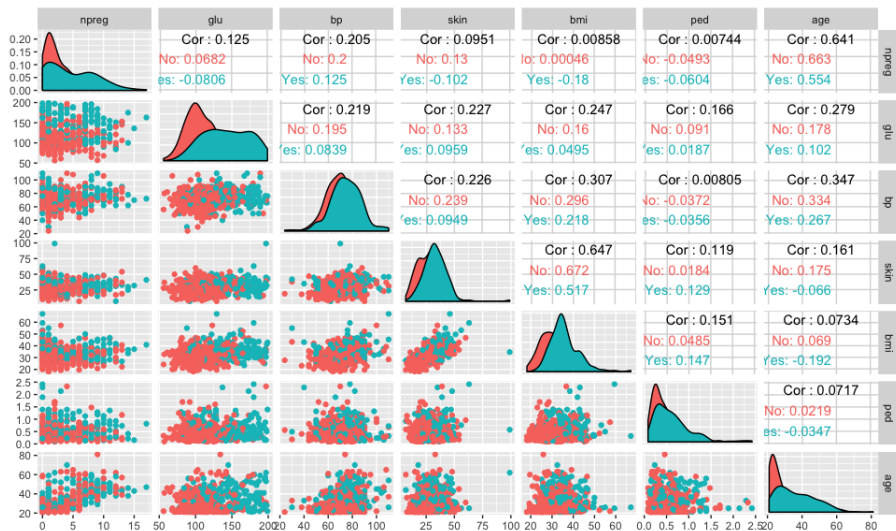 npreg glu bp skin bmi ped age
Cor : 0.125 Cor : 0.205 Cor : 0.0951 Cor : 0.00858 Cor : 0.00744 Cor : 0.641
No: 0.0682 No: 0.2 No: 0.13 No: 0.00046 No: -0.0493 No: 0.663
es: -0.0806 Yes: 0.125 Yes: -0.102 Yes: -0.18 Yes: -0.0604 Yes: 0.554
npreg
0.20
0.15
0.10
0.05
0.00
Cor : 0.219 Cor : 0.227 Cor : 0.247 Cor : 0.166 Cor : 0.279
No: 0.195 No: 0.133 No: 0.16 No: 0.091 No: 0.178
Yes: 0.0839 Yes: 0.0959 Yes: 0.0495 Yes: 0.0187 Yes: 0.102
glu
200
150
100
50
Cor : 0.226 Cor : 0.307 Cor : 0.00805 Cor : 0.347
No: 0.239 No: 0.296 No: -0.0372 No: 0.334
Yes: 0.0949 Yes: 0.218 es: -0.0356 Yes: 0.267
bp
100
80
60
40
Cor : 0.647 Cor : 0.119 Cor : 0.161
No: 0.672 No: 0.0184 No: 0.175
Yes: 0.517 Yes: 0.129 Yes: -0.066
skin
100
75
50
25
Cor : 0.151 Cor : 0.0734
No: 0.0485 No: 0.069
Yes: 0.147 Yes: -0.192
bmi
60
50
40
30
20
Cor : 0.0717
No: 0.0219
es: -0.0347
ped
2.5
2.0
1.5
1.0
0.5
0.0
age
80
60
40
20
0 5 10 15 50 100 150 200 20 40 60 80 100 25 50 75 100 20 30 40 50 60 0.0 0.5 1.0 1.5 2.0 2.5 20 40 60 80